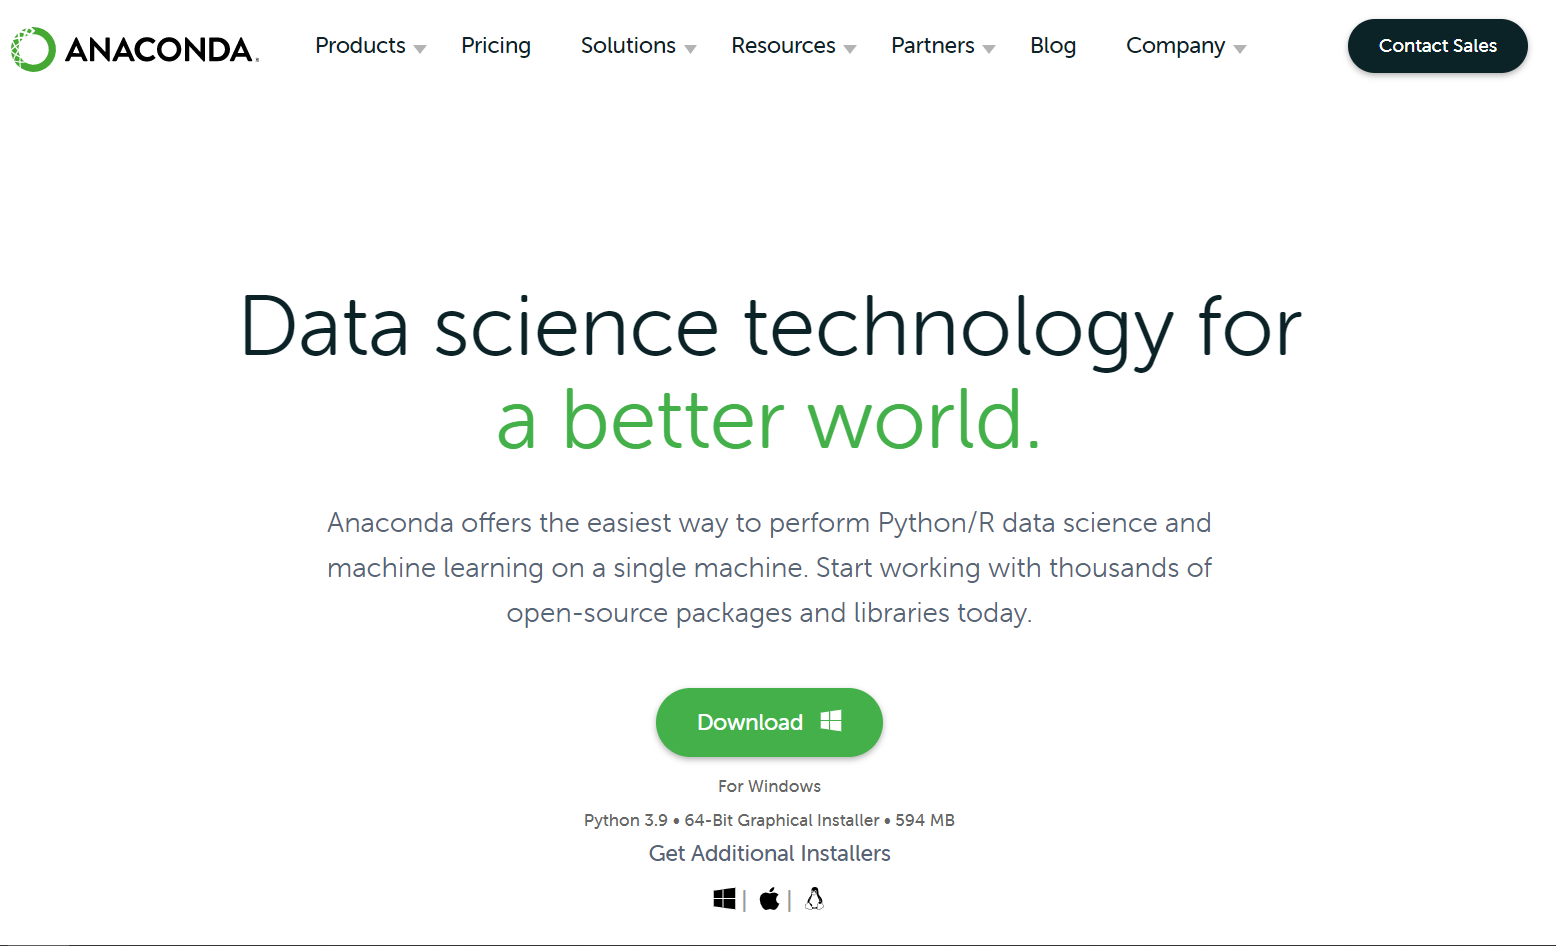 ANACONDA.
Products
Pricing
Solutions
Resources
Partners
Blog
Company
Contact Sales
Data science technology for
a better world.
Anaconda offers the easiest way to perform Python/R data science and
machine learning on a single machine. Start working with thousands of
open-source packages and libraries today.
Download
For Windows
Python 3.9 • 64-Bit Graphical Installer • 594 MB
Get Additional Installers
| |